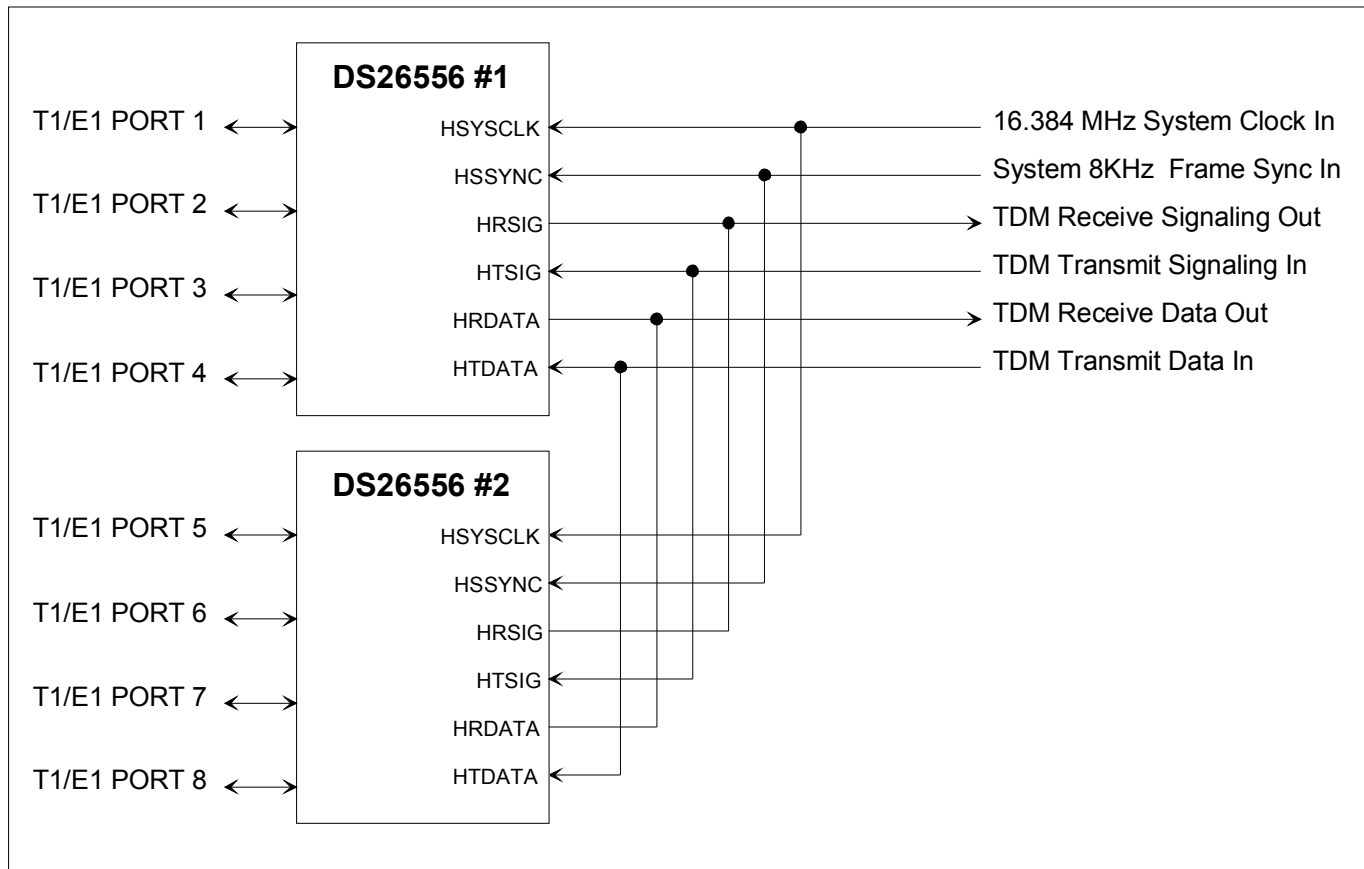 DS26556 #1
T1/E1 PORT 1
T1/E1 PORT 2
T1/E1 PORT 3
T1/E1 PORT 4
HSYSCLK
HSSYNC
HRSIG
HTSIG
HRDATA
HTDATA
16.384 MHz System Clock In
System 8KHz Frame Sync In
TDM Receive Signaling Out
TDM Transmit Signaling In
TDM Receive Data Out
TDM Transmit Data In
DS26556 #2
T1/E1 PORT 5
T1/E1 PORT 6
T1/E1 PORT 7
T1/E1 PORT 8
HSYSCLK
HSSYNC
HRSIG
HTSIG
HRDATA
HTDATA